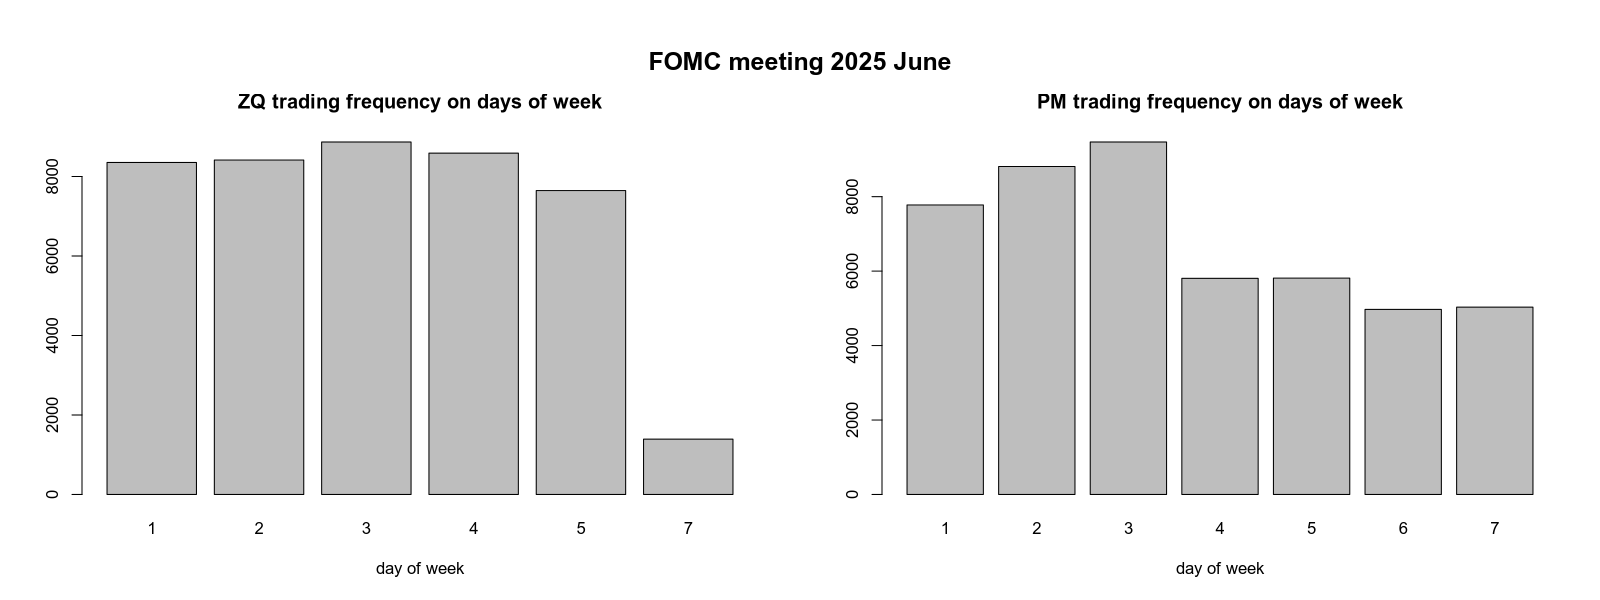 FOMC meeting 2025 June
ZQ trading frequency on days of week
8000
6000
4000
2000
0
1 2 3 4 5 7
day of week
PM trading frequency on days of week
8000
6000
4000
2000
0
1 2 3 4 5 6 7
day of week